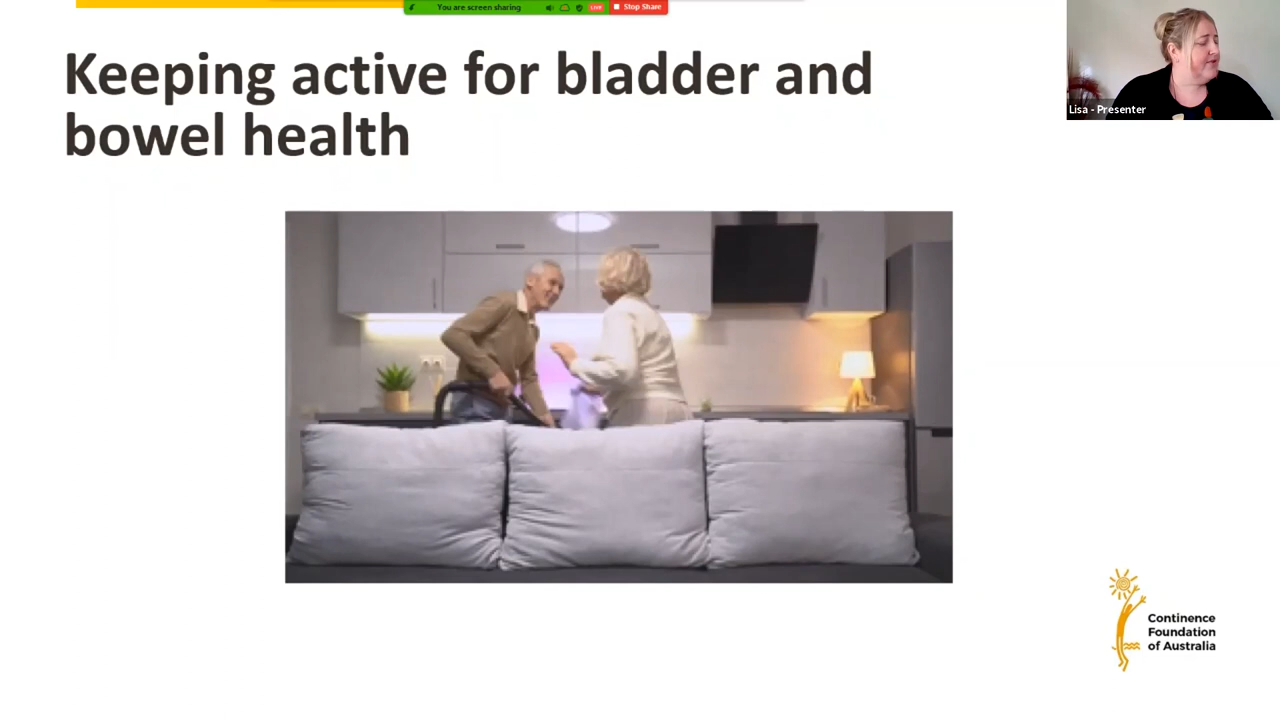 You are screen sharing
LIVE
Stop Share
Keeping active for bladder and
bowel health
Lisa - Presenter
Continence
Foundation
of Australia